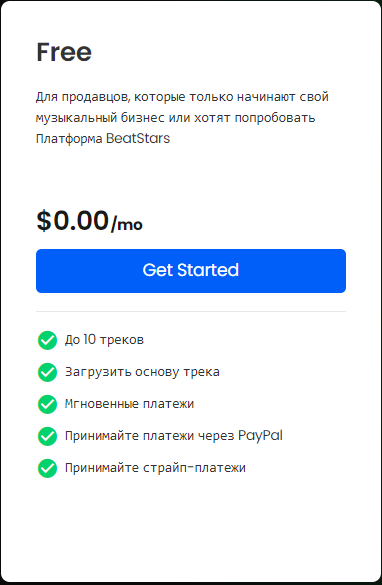 Free
Для продавцов, которые только начинают свой
музыкальный бизнес или хотят попробовать
Платформа BeatStars
$0.00/mo
Get Started
До 10 треков
Загрузить основу трека
Мгновенные платежи
Принимайте платежи через PayPal
Принимайте страйп-платежи